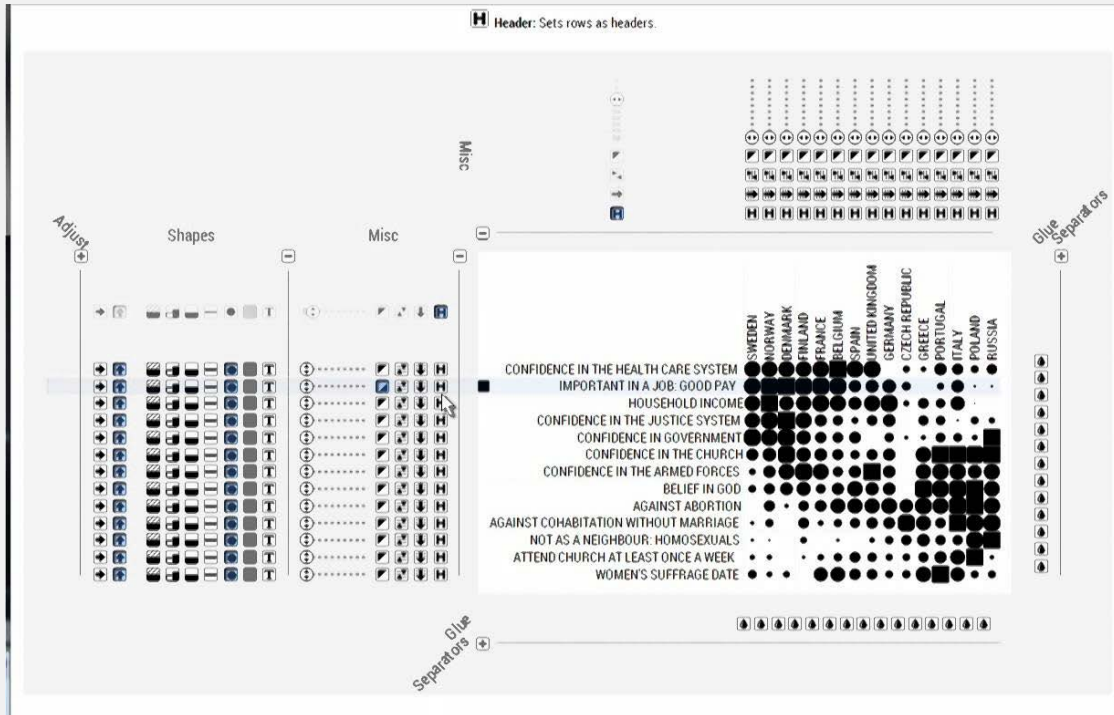 H Header: Sets rows as headers.
Misc
Adjust
Shapes
Misc
Glue
Separators
SWEDEN
NORWAY
DENMARK
FINLAND
FRANCE
BELGIUM
SPAIN
UNITED KINGDOM
GERMANY
CZECH REPUBLIC
GREECE
PORTUGAL
ITALY
POLAND
RUSSIA
CONFIDENCE IN THE HEALTH CARE SYSTEM
IMPORTANT IN A JOB: GOOD PAY
HOUSEHOLD INCOME
CONFIDENCE IN THE JUSTICE SYSTEM
CONFIDENCE IN GOVERNMENT
CONFIDENCE IN THE CHURCH
CONFIDENCE IN THE ARMED FORCES
BELIEF IN GOD
AGAINST ABORTION
AGAINST COHABITATION WITHOUT MARRIAGE
NOT AS A NEIGHBOUR: HOMOSEXUALS
ATTEND CHURCH AT LEAST ONCE A WEEK
WOMEN'S SUFFRAGE DATE
Glue
Separators